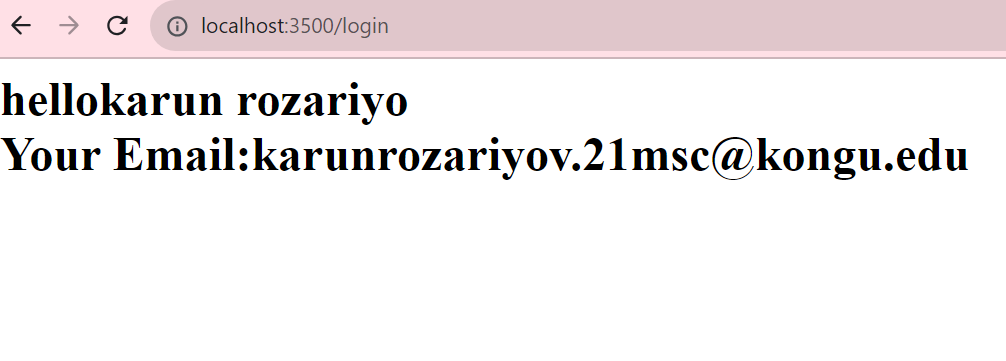 localhost:3500/login
hellokarun rozariyo
Your Email:karunrozariyov.21msc@kongu.edu